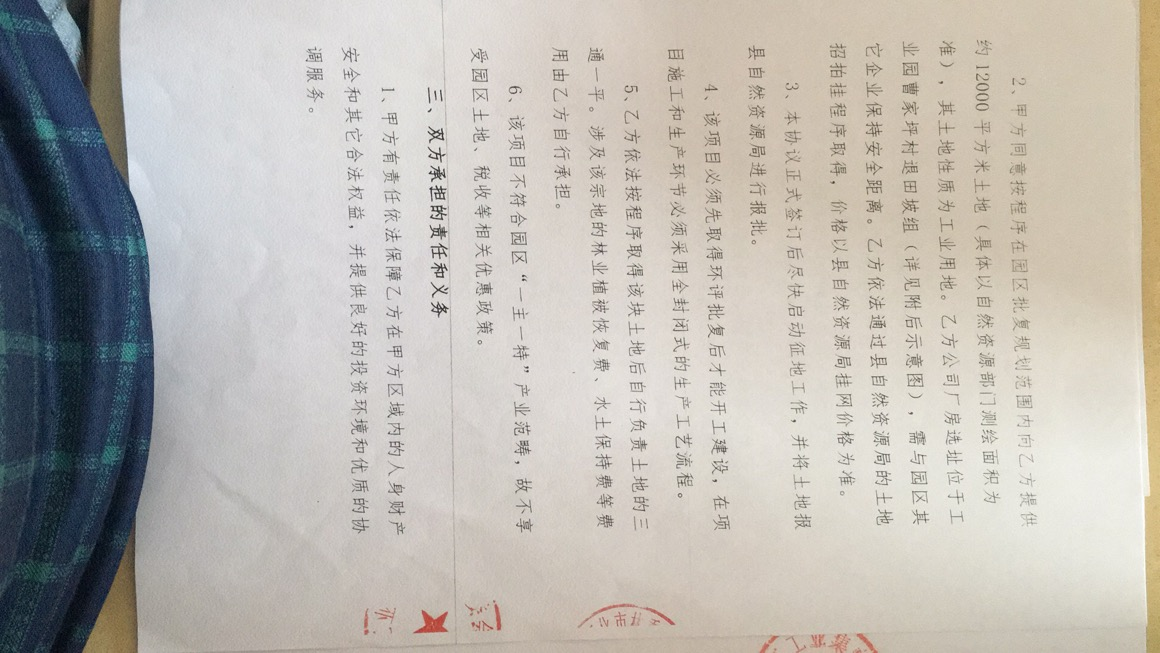 2、甲方同意按程序在园区批复规划范围内向乙方提供
约 12000 平方米土地（具体以自然资源部门测绘面积为
准），其土地性质为工业用地。乙方公司厂房选址位于工
业园曹家坪村退田坡组（详见附后示意图），需与园区其
它企业保持安全距离。乙方依法通过县自然资源局的土地
招拍挂程序取得，价格以县自然资源局挂网价格为准。
3、本协议正式签订后尽快启动征地工作，并将土地报
县自然资源局进行报批。
4、该项目必须先取得环评批复后才能开工建设，在项
目施工和生产环节必须采用全封闭式的生产工艺流程。
5、乙方依法按程序取得该块土地后自行负责土地的三
通一平。涉及该宗地的林业植被恢复费、水土保持费等费
用由乙方自行承担。
6、该项目不符合园区“一主一特”产业范畴，故不享
受园区土地、税收等相关优惠政策。
三、双方承担的责任和义务
1、甲方有责任依法保障乙方在甲方区域内的人身财产
安全和其它合法权益，并提供良好的投资环境和优质的协
调服务。